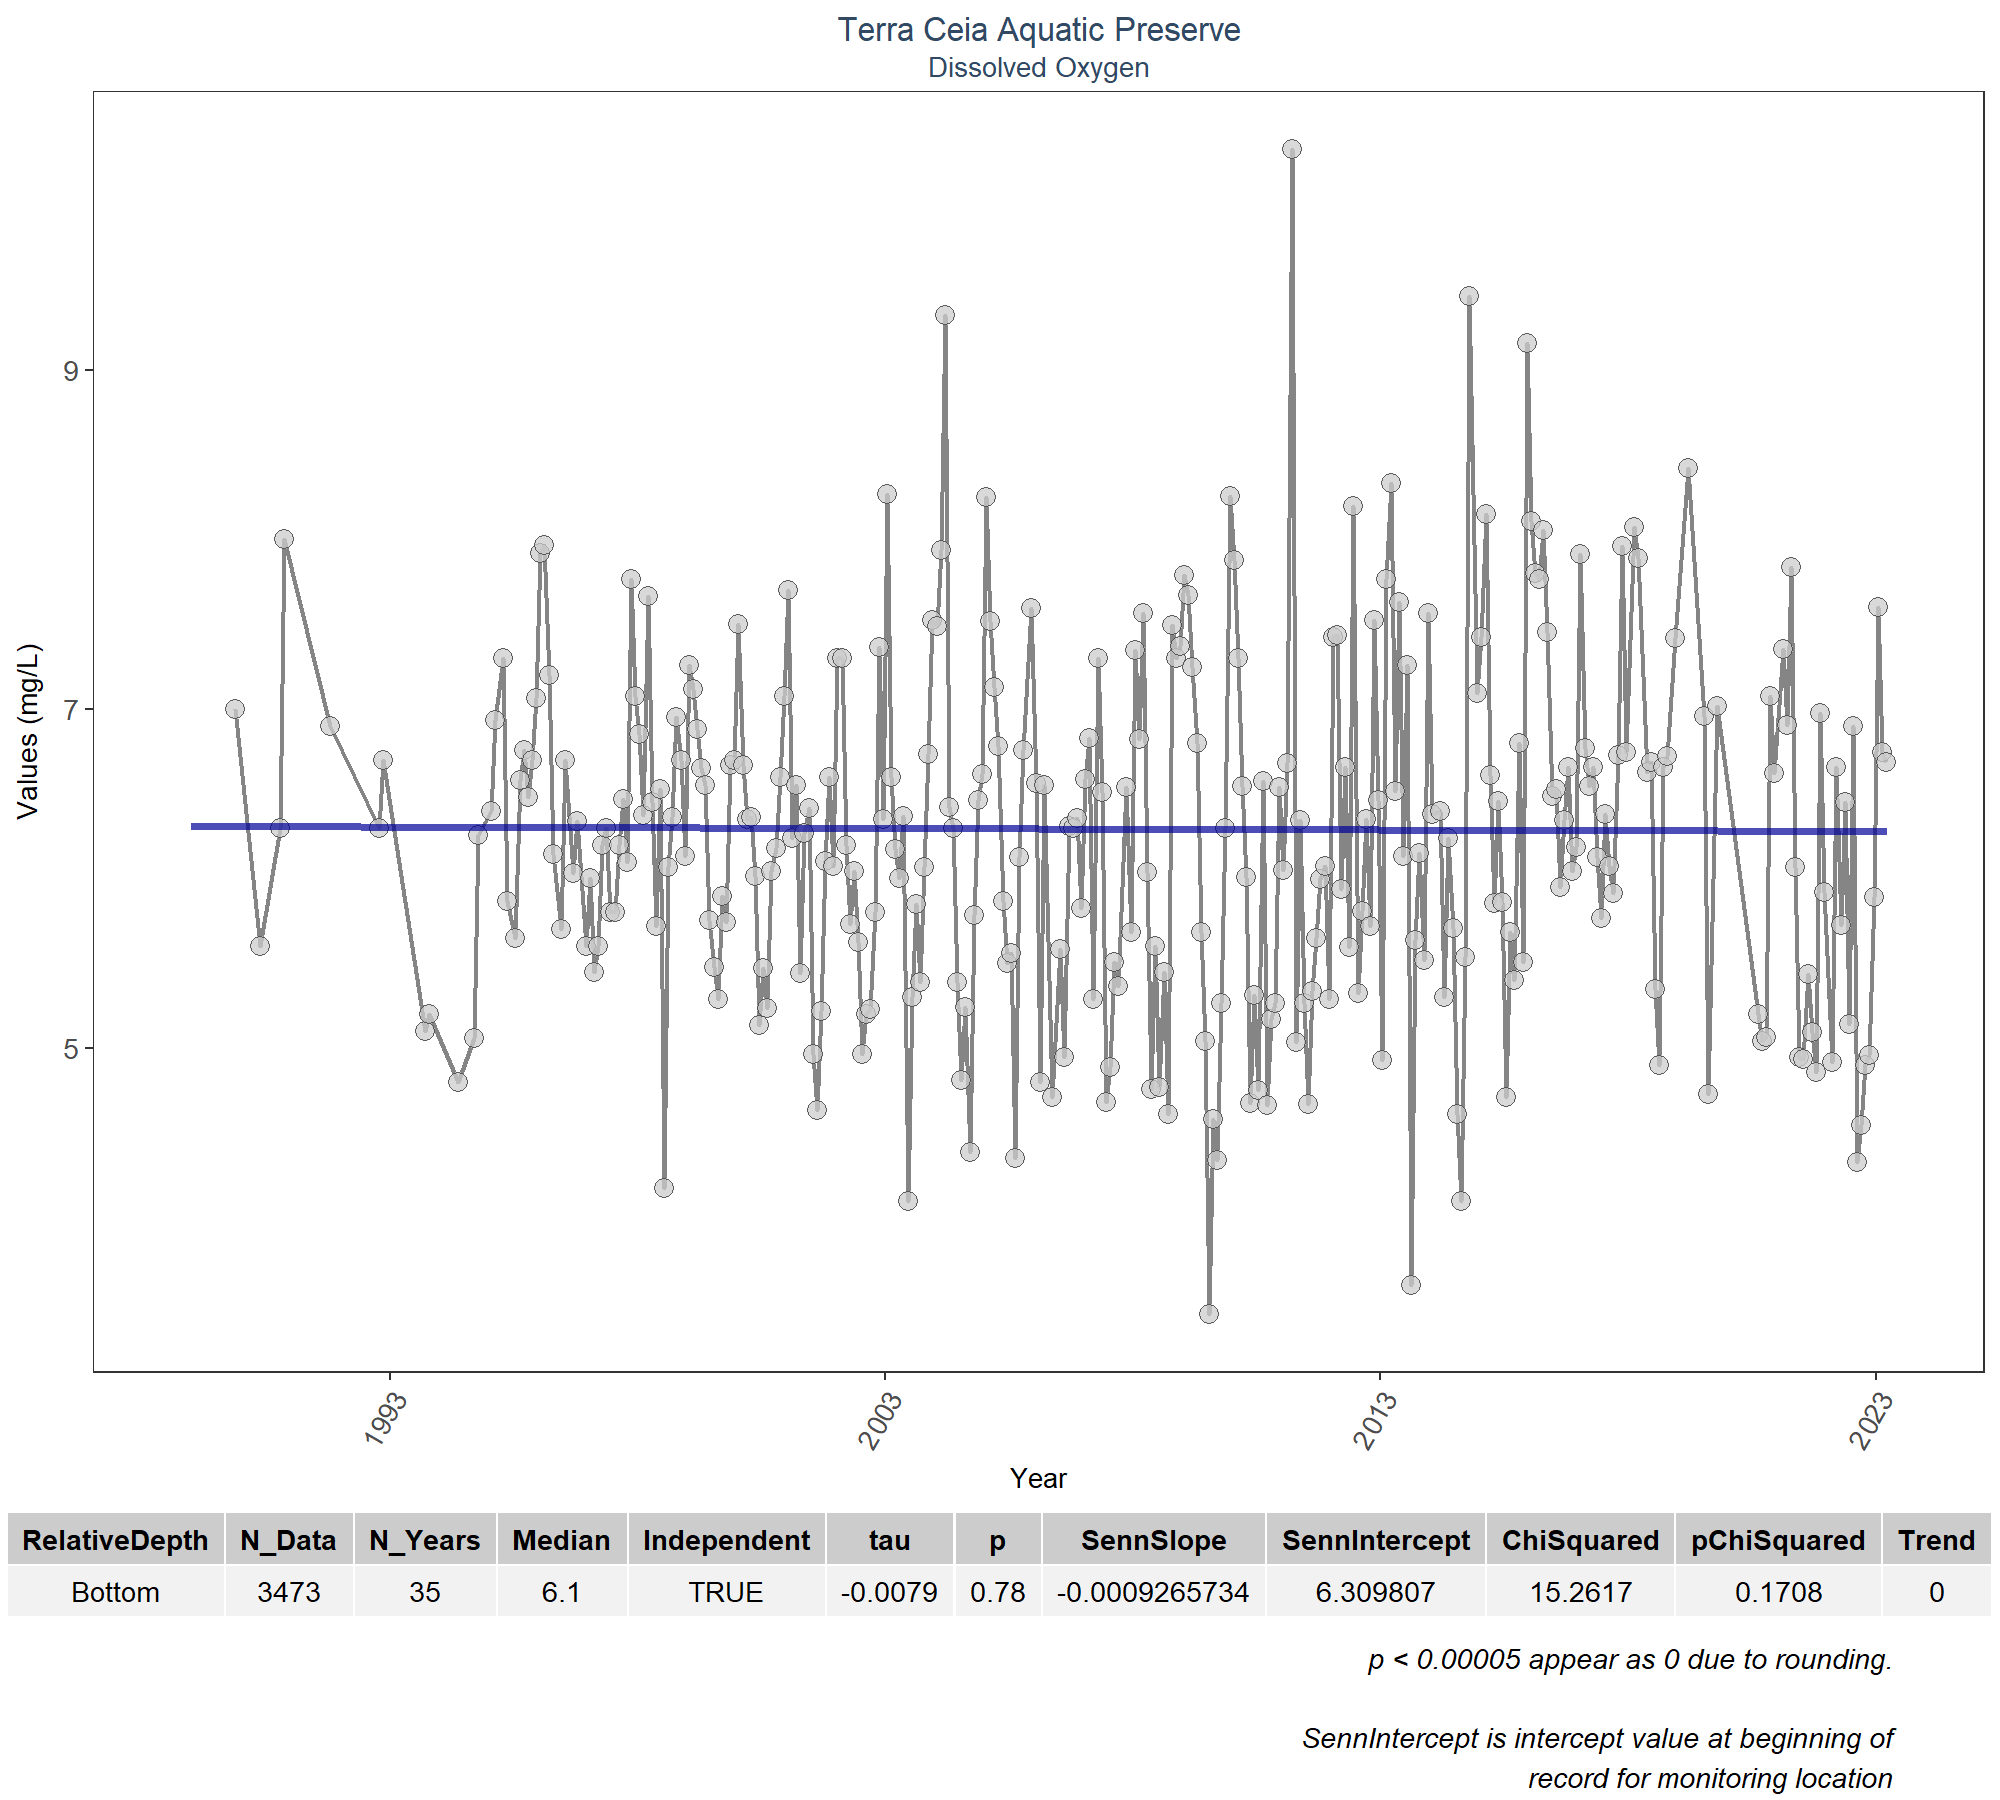 Terra Ceia Aquatic Preserve
Dissolved Oxygen
Values (mg/L)
9
7
5
1993 2003 2013 2023
Year
RelativeDepth N_Data N_Years Median Independent tau p SennSlope SennIntercept ChiSquared pChiSquared Trend
Bottom 3473 35 6.1 TRUE -0.0079 0.78 -0.0009265734 6.309807 15.2617 0.1708 0
p < 0.00005 appear as 0 due to rounding.
SennIntercept is intercept value at beginning of
record for monitoring location